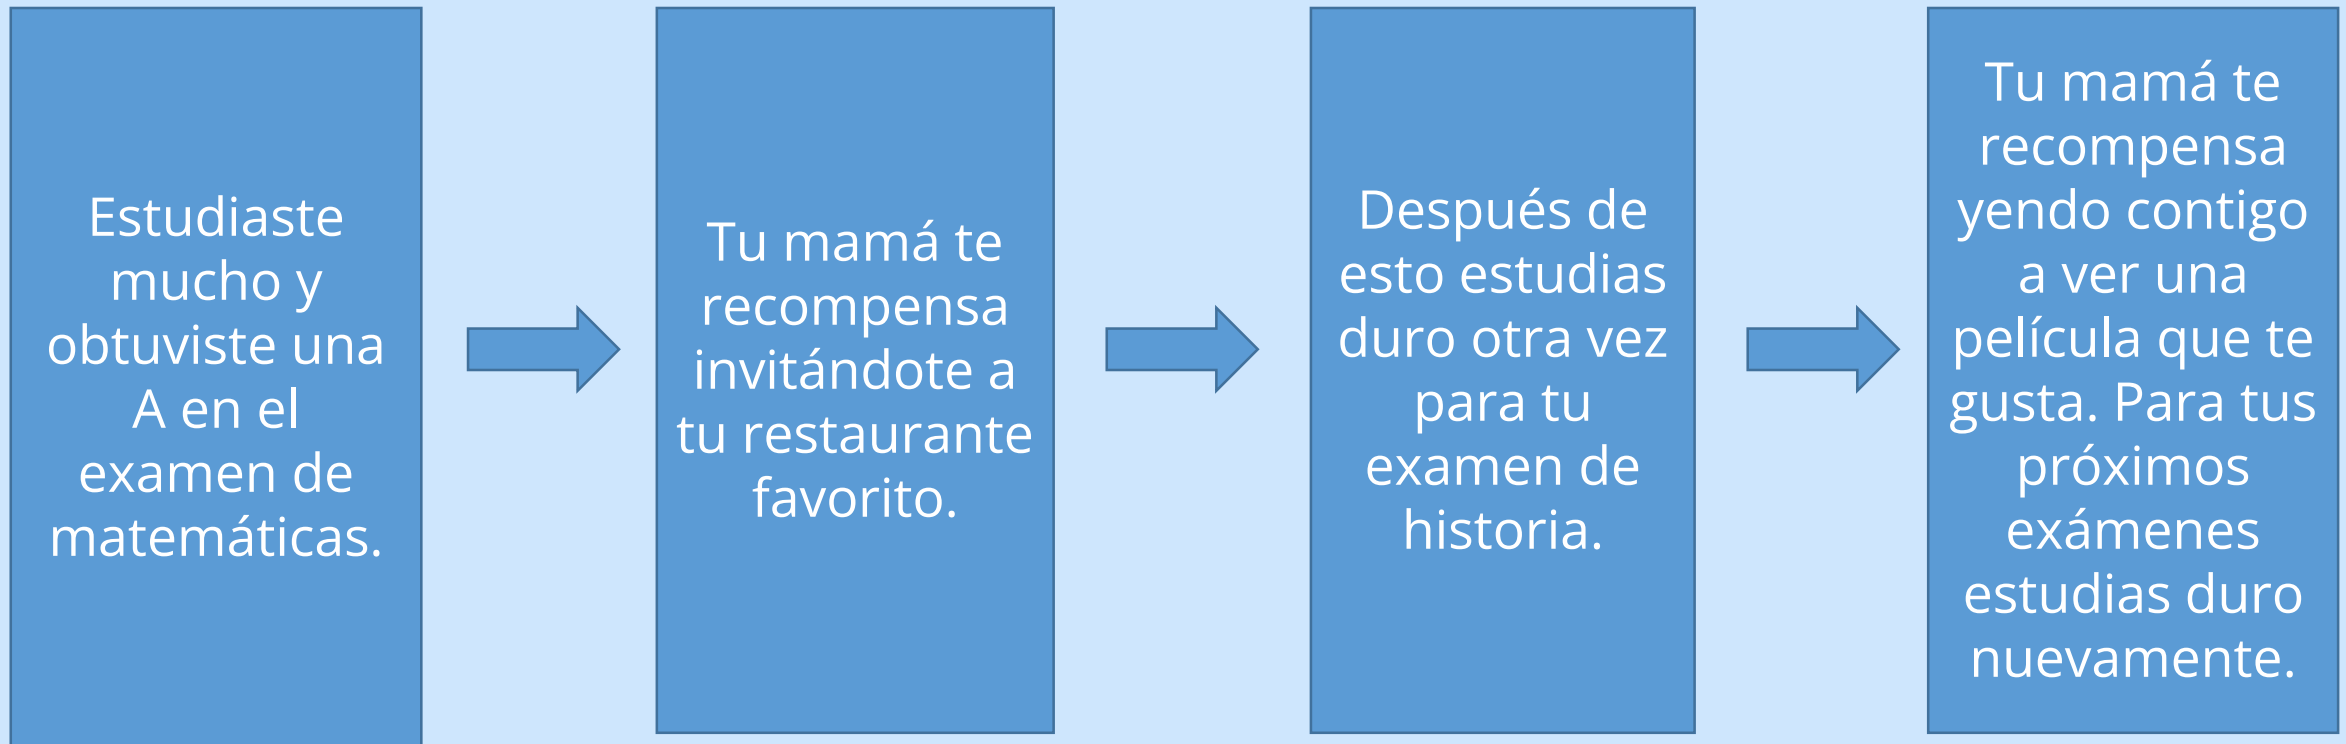 Estudiaste
mucho y
obtuviste una
A en el
examen de
matemáticas.
Tu mamá te
recompensa
invitándote a
tu restaurante
favorito.
Después de
esto estudias
duro otra vez
para tu
examen de
historia.
Tu mamá te
recompensa
yendo contigo
a ver una
película que te
gusta. Para tus
próximos
exámenes
estudias duro
nuevamente.